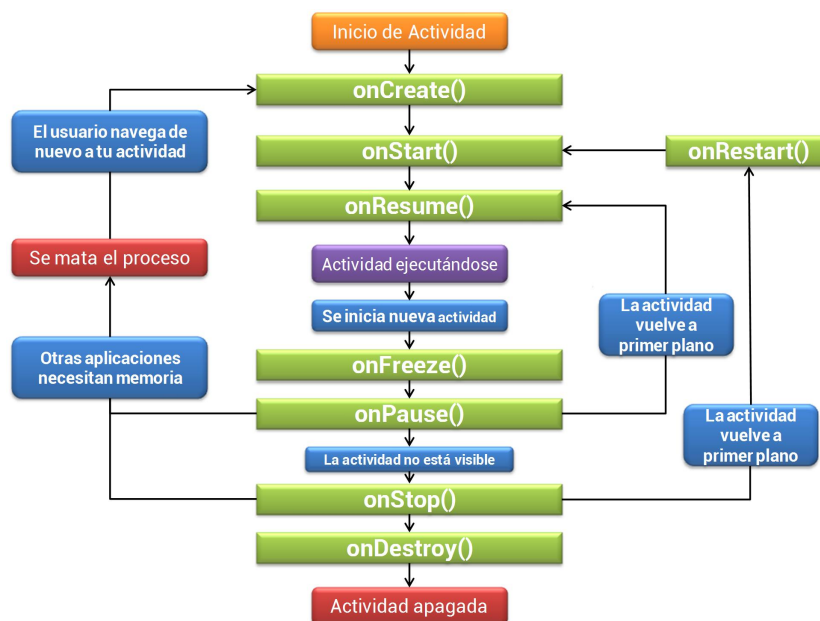 Inicio de Actividad
onCreate()
El usuario navega de
nuevo a tu actividad
onStart()
onRestart()
onResume()
Se mata el proceso
Actividad ejecutándose
Se inicia nueva actividad
La actividad
vuelve a
primer plano
Otras aplicaciones
necesitan memoria
onFreeze()
onPause()
La actividad
vuelve a
primer plano
La actividad no está visible
onStop()
onDestroy()
Actividad apagada